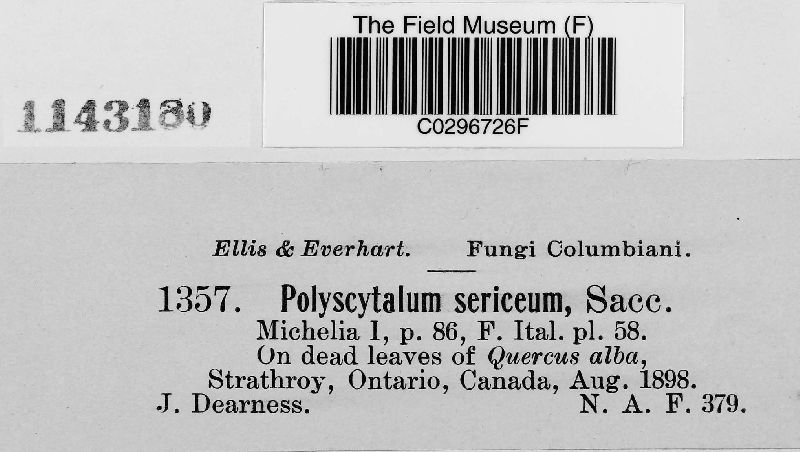 The Field Museum (F)
C0296726F
1143180
Ellis & Everhart. Fungi Columbiani.
1357. Polyscytalum sericeum, Sacc.
Michelia I, p. 86, F. Ital. pl. 58.
On dead leaves of Quercus alba,
Strathroy, Ontario, Canada, Aug. 1898.
J. Dearness. N. A. F. 379.